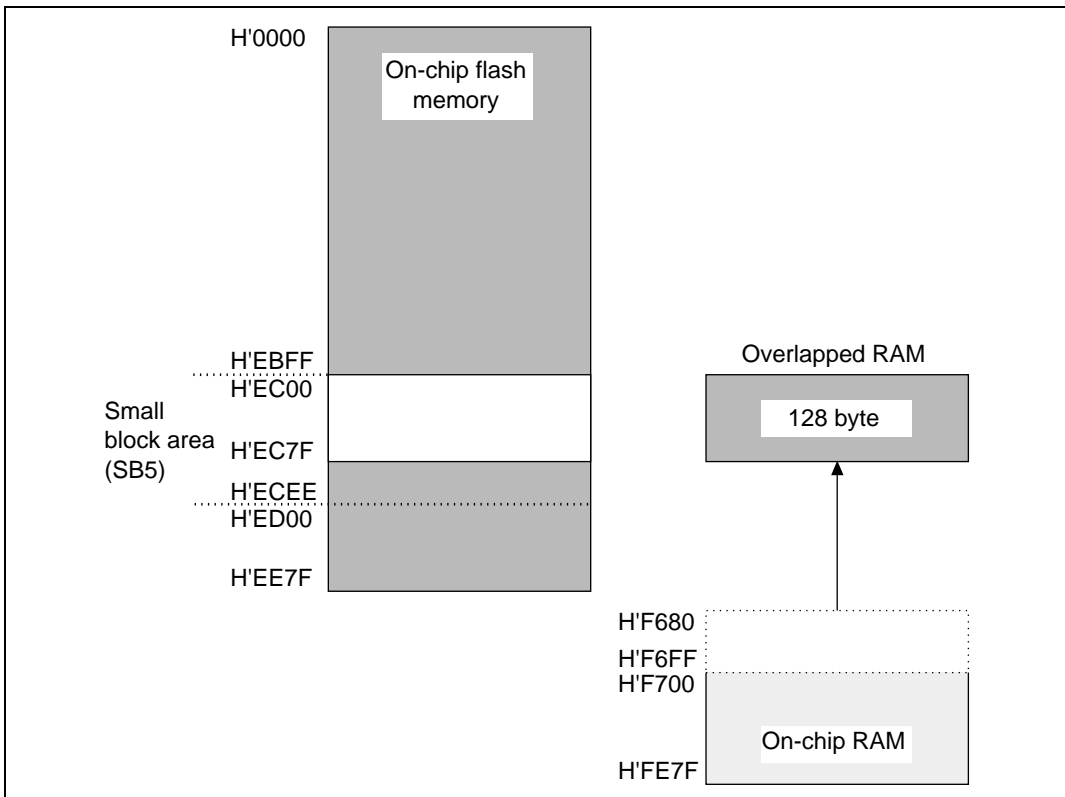 H'0000
On-chip flash
memory
H'EBFF
H'EC00
Small
block area
(SB5)
H'EC7F
H'ECEE
H'ED00
H'EE7F
Overlapped RAM
128 byte
H'F680
H'F6FF
H'F700
On-chip RAM
H'FE7F